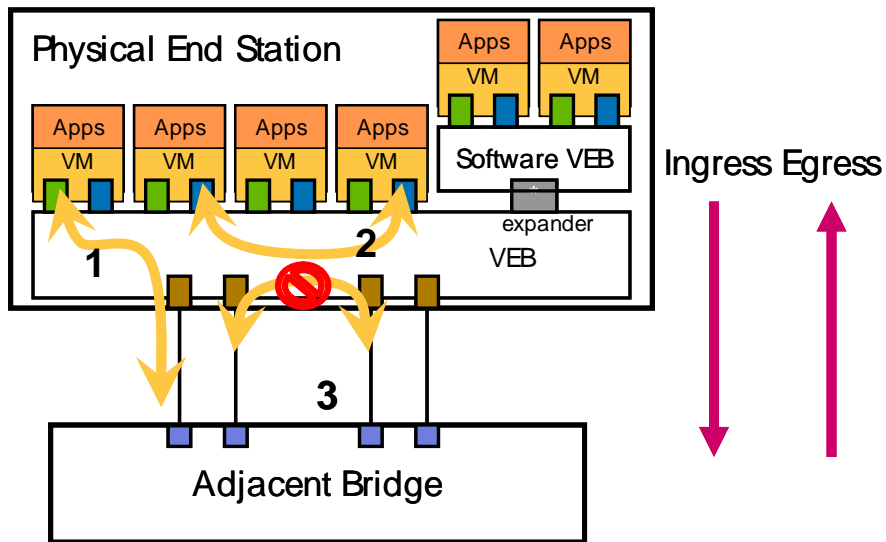 Physical End Station
Apps Apps
VM VM
Apps Apps Apps Apps
VM VM VM VM
Software VEB
Ingress Egress
*
expander
VEB
1
2
3
Adjacent Bridge